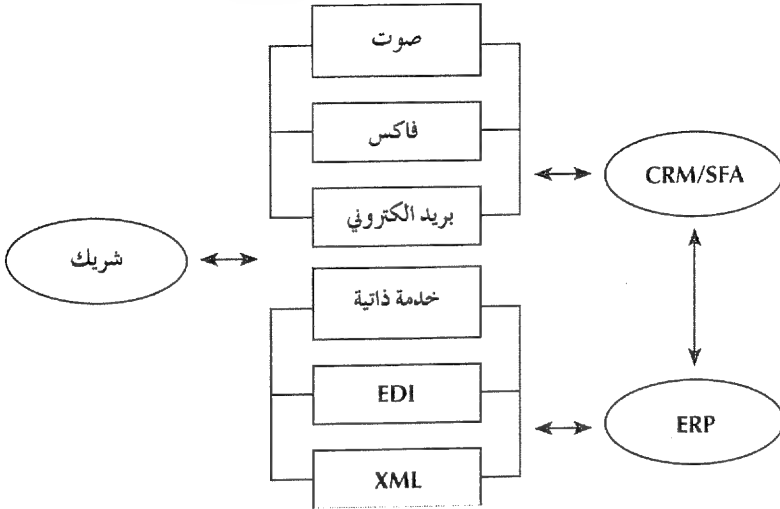 صوت
فاكس
بريد الكتروني
CRM/SFA
شريك
خدمة ذاتية
EDI
ERP
XML